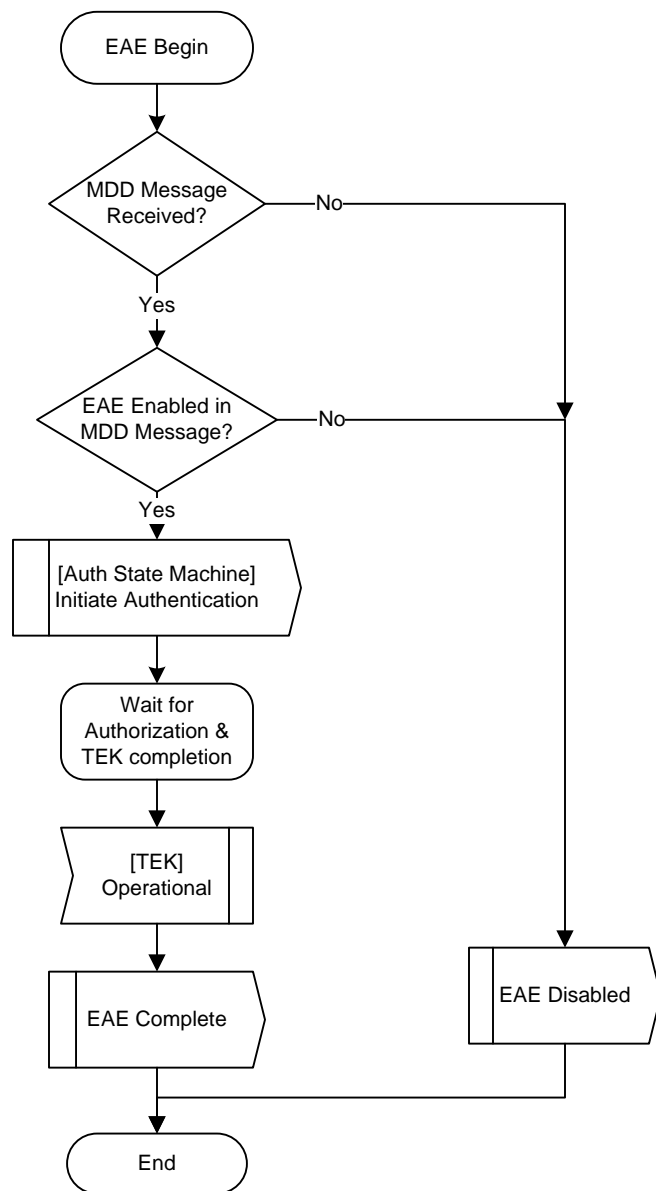 EAE Begin
MDD Message
Received?
No
Yes
EAE Enabled in
MDD Message?
No
Yes
[Auth State Machine]
Initiate Authentication
Wait for
Authorization &
TEK completion
[TEK]
Operational
EAE Disabled
EAE Complete
End